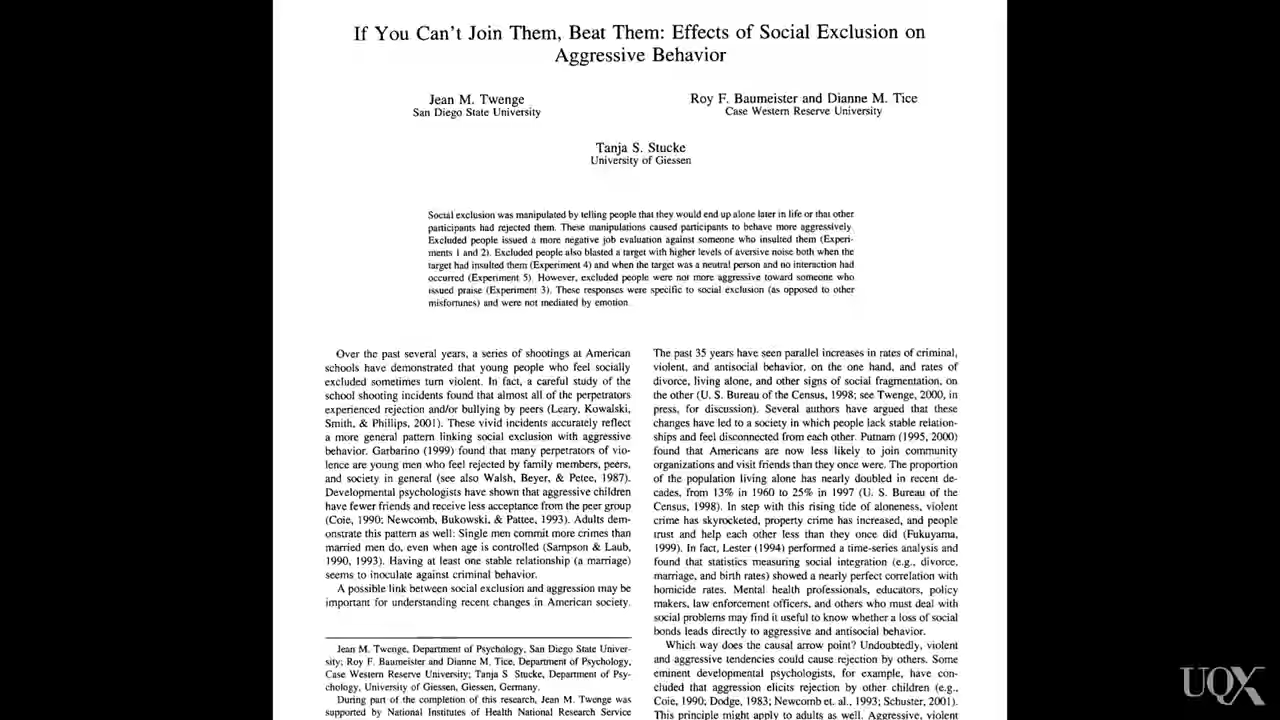 If You Can't Join Them, Beat Them: Effects of Social Exclusion on
Aggressive Behavior
Jean M. Twenge
San Diego State University
Roy F. Baumeister and Dianne M. Tice
Case Western Reserve University
Tanja S. Stucke
University of Giessen
Social exclusion was manipulated by telling people that they would end up alone later in life or that other
participants had rejected them. These manipulations caused participants to behave more aggressively.
Excluded people issued a more negative job evaluation against someone who insulted them (Experi-
ments 1 and 2). Excluded people also blasted a target with higher levels of aversive noise both when the
target had insulted them (Experiment 4) and when the target was a neutral person and no interaction had
occurred (Experiment 5). However, excluded people were not more aggressive toward someone who
issued praise (Experiment 3). These responses were specific to social exclusion (as opposed to other
misfortunes) and were not mediated by emotion.
Over the past several years, a series of shootings at American
schools have demonstrated that young people who feel socially
excluded sometimes turn violent. In fact, a careful study of the
school shooting incidents found that almost all of the perpetrators
experienced rejection and/or bullying by peers (Leary, Kowalski,
Smith, & Phillips, 2001). These vivid incidents accurately reflect
a more general pattern linking social exclusion with aggressive
behavior. Garbarino (1999) found that many perpetrators of vio-
lence are young men who feel rejected by family members, peers,
and society in general (see also Walsh, Beyer, & Petee, 1987).
Developmental psychologists have shown that aggressive children
have fewer friends and receive less acceptance from the peer group
(Coie, 1990; Newcomb, Bukowski, & Pattee, 1993). Adults dem-
onstrate this pattern as well: Single men commit more crimes than
married men do, even when age is controlled (Sampson & Laub,
1990, 1993). Having at least one stable relationship (a marriage)
seems to inoculate against criminal behavior.
A possible link between social exclusion and aggression may be
important for understanding recent changes in American society.
Jean M. Twenge, Department of Psychology, San Diego State Univer-
sity; Roy F. Baumeister and Dianne M. Tice, Department of Psychology,
Case Western Reserve University; Tanja S. Stucke, Department of Psy-
chology, University of Giessen, Giessen, Germany.
During part of the completion of this research, Jean M. Twenge was
supported by National Institutes of Health National Research Service
The past 35 years have seen parallel increases in rates of criminal,
violent, and antisocial behavior, on the one hand, and rates of
divorce, living alone, and other signs of social fragmentation, on
the other (U. S. Bureau of the Census, 1998; see Twenge, 2000, in
press, for discussion). Several authors have argued that these
changes have led to a society in which people lack stable relation-
ships and feel disconnected from each other. Putnam (1995, 2000)
found that Americans are now less likely to join community
organizations and visit friends than they once were. The proportion
of the population living alone has nearly doubled in recent de-
cades, from 13% in 1960 to 25% in 1997 (U. S. Bureau of the
Census, 1998). In step with this rising tide of aloneness, violent
crime has skyrocketed, property crime has increased, and people
trust and help each other less than they once did (Fukuyama,
1999). In fact, Lester (1994) performed a time-series analysis and
found that statistics measuring social integration (e.g., divorce,
marriage, and birth rates) showed a nearly perfect correlation with
homicide rates. Mental health professionals, educators, policy
makers, law enforcement officers, and others who must deal with
social problems may find it useful to know whether a loss of social
bonds leads directly to aggressive and antisocial behavior.
Which way does the causal arrow point? Undoubtedly, violent
and aggressive tendencies could cause rejection by others. Some
eminent developmental psychologists, for example, have con-
cluded that aggression elicits rejection by other children (e.g.,
Coie, 1990; Dodge, 1983; Newcomb et. al., 1993; Schuster, 2001).
This principle might apply to adults as well. Aggressive, violent
UQX